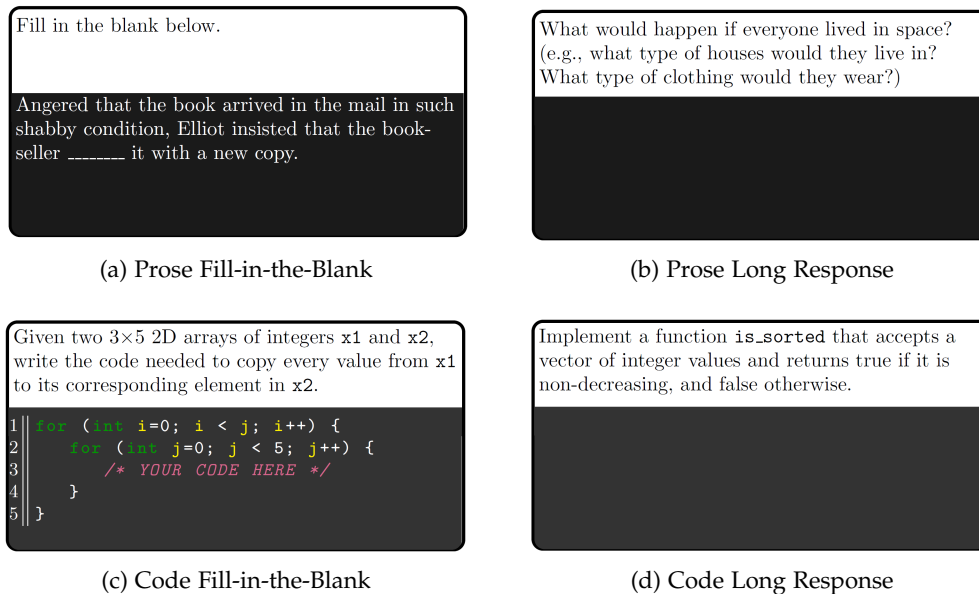 Fill in the blank below.
Angered that the book arrived in the mail in such
shabby condition, Elliot insisted that the book-
seller ________ it with a new copy.
(a) Prose Fill-in-the-Blank
What would happen if everyone lived in space?
(e.g., what type of houses would they live in?
What type of clothing would they wear?)
(b) Prose Long Response
Given two 3×5 2D arrays of integers x1 and x2,
write the code needed to copy every value from x1
to its corresponding element in x2.
1 for (int i=0; i < j; i++) {
2    for (int j=0; j < 5; j++) {
3       /* YOUR CODE HERE */
4    }
5 }
(c) Code Fill-in-the-Blank
Implement a function is_sorted that accepts a
vector of integer values and returns true if it is
non-decreasing, and false otherwise.
(d) Code Long Response